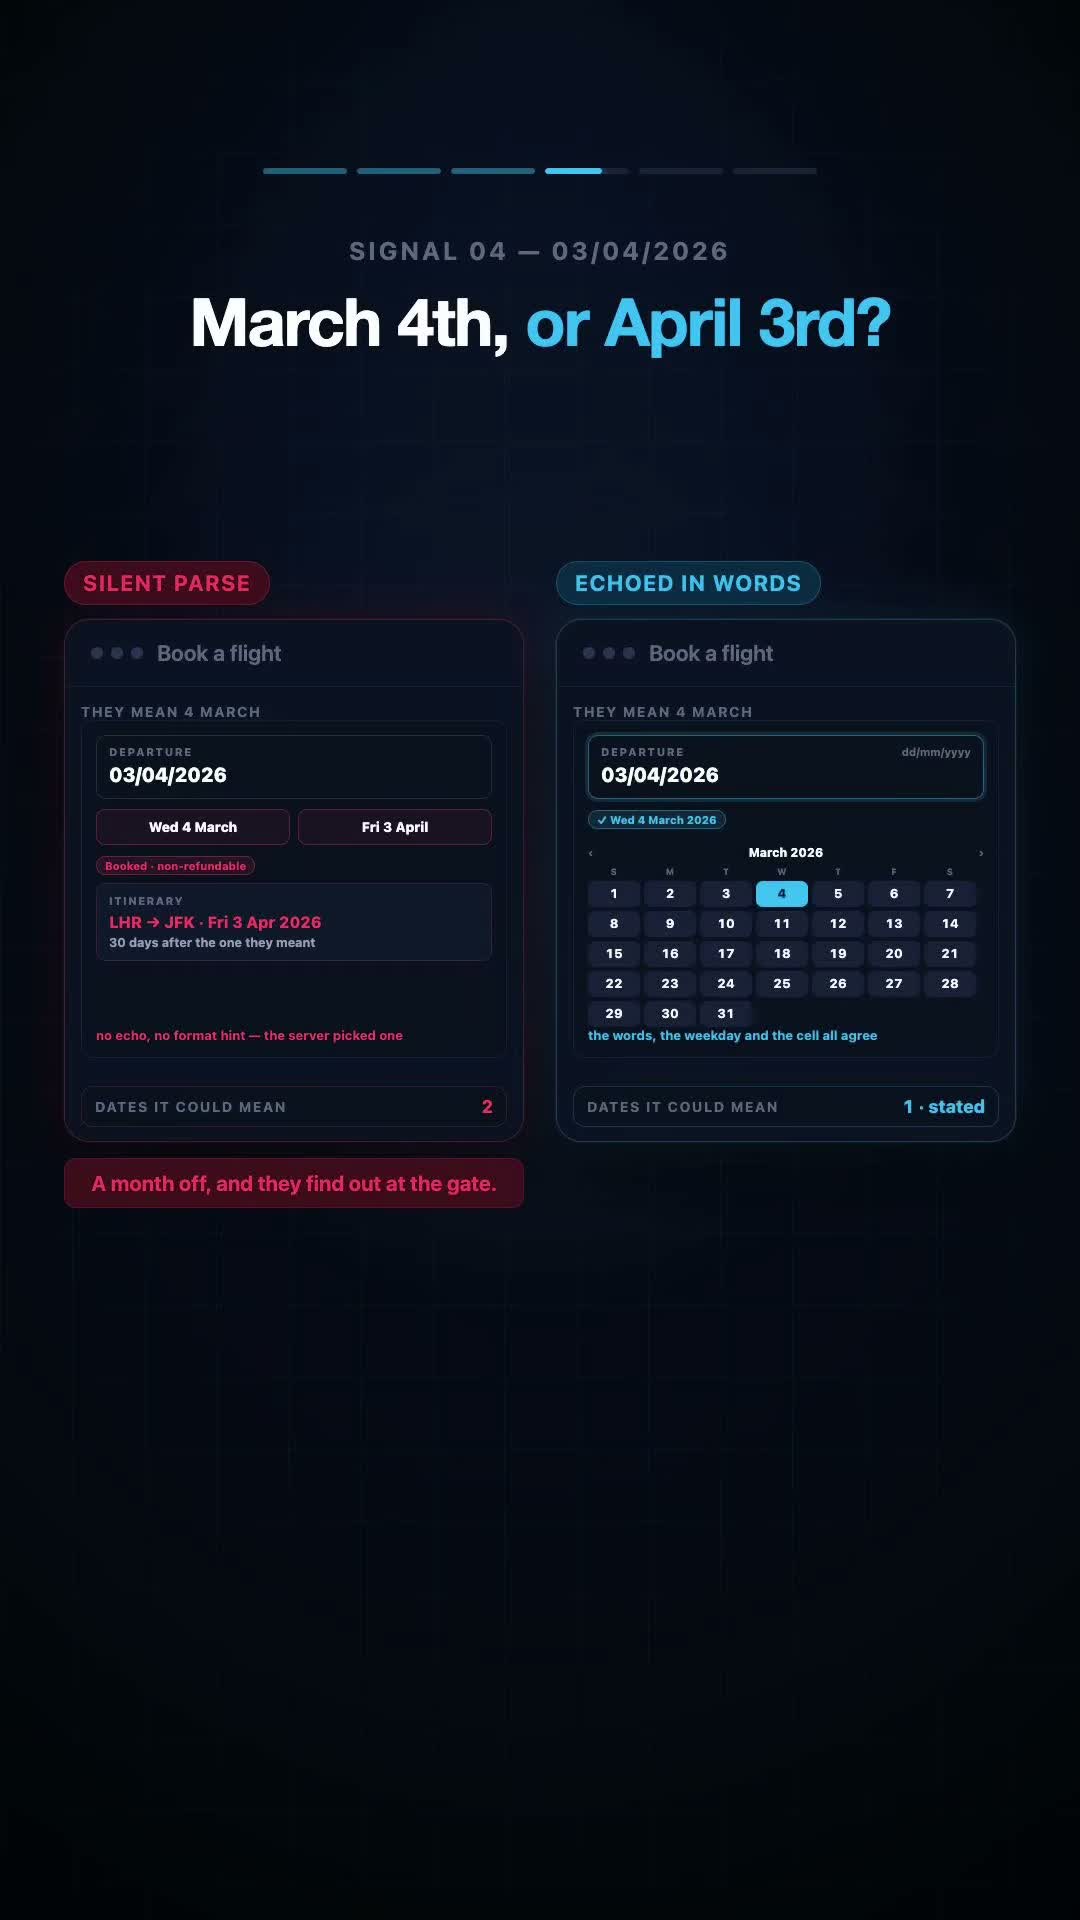 SIGNAL 04 — 03/04/2026
March 4th, or April 3rd?
SILENT PARSE
Book a flight
THEY MEAN 4 MARCH
DEPARTURE
03/04/2026
Wed 4 March
Fri 3 April
Booked · non-refundable
ITINERARY
LHR → JFK · Fri 3 Apr 2026
30 days after the one they meant
no echo, no format hint — the server picked one
DATES IT COULD MEAN 2
A month off, and they find out at the gate.
ECHOED IN WORDS
Book a flight
THEY MEAN 4 MARCH
DEPARTURE dd/mm/yyyy
03/04/2026
✓ Wed 4 March 2026
‹ March 2026 ›
S M T W T F S
1 2 3 4 5 6 7
8 9 10 11 12 13 14
15 16 17 18 19 20 21
22 23 24 25 26 27 28
29 30 31
the words, the weekday and the cell all agree
DATES IT COULD MEAN 1 · stated